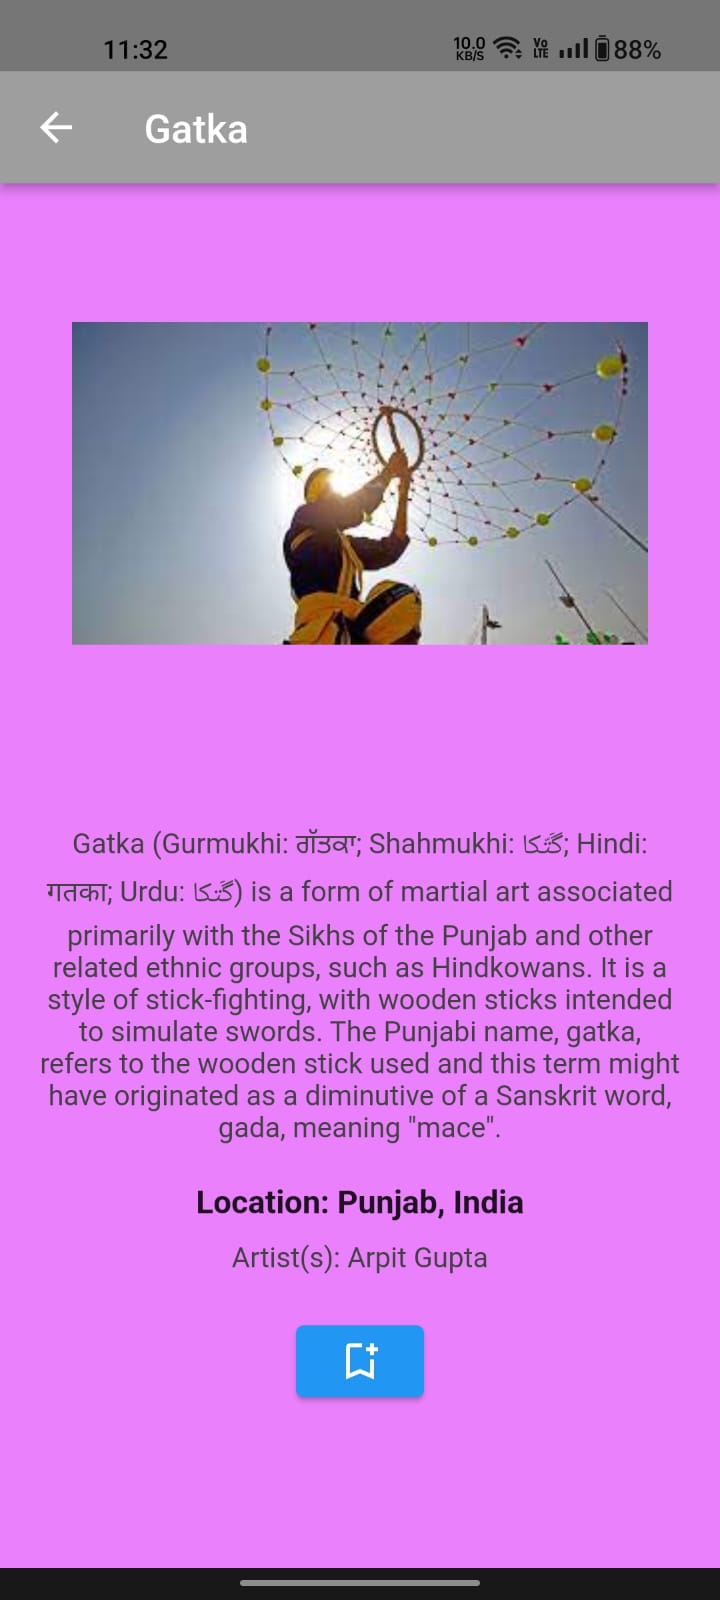 11:32
10.0 KB/S
Vo LTE
88%
Gatka
Gatka (Gurmukhi: ਗੱਤਕਾ; Shahmukhi: گَتّکا; Hindi:
गतका; Urdu: گَتکا) is a form of martial art associated
primarily with the Sikhs of the Punjab and other
related ethnic groups, such as Hindkowans. It is a
style of stick-fighting, with wooden sticks intended
to simulate swords. The Punjabi name, gatka,
refers to the wooden stick used and this term might
have originated as a diminutive of a Sanskrit word,
gada, meaning "mace".
Location: Punjab, India
Artist(s): Arpit Gupta